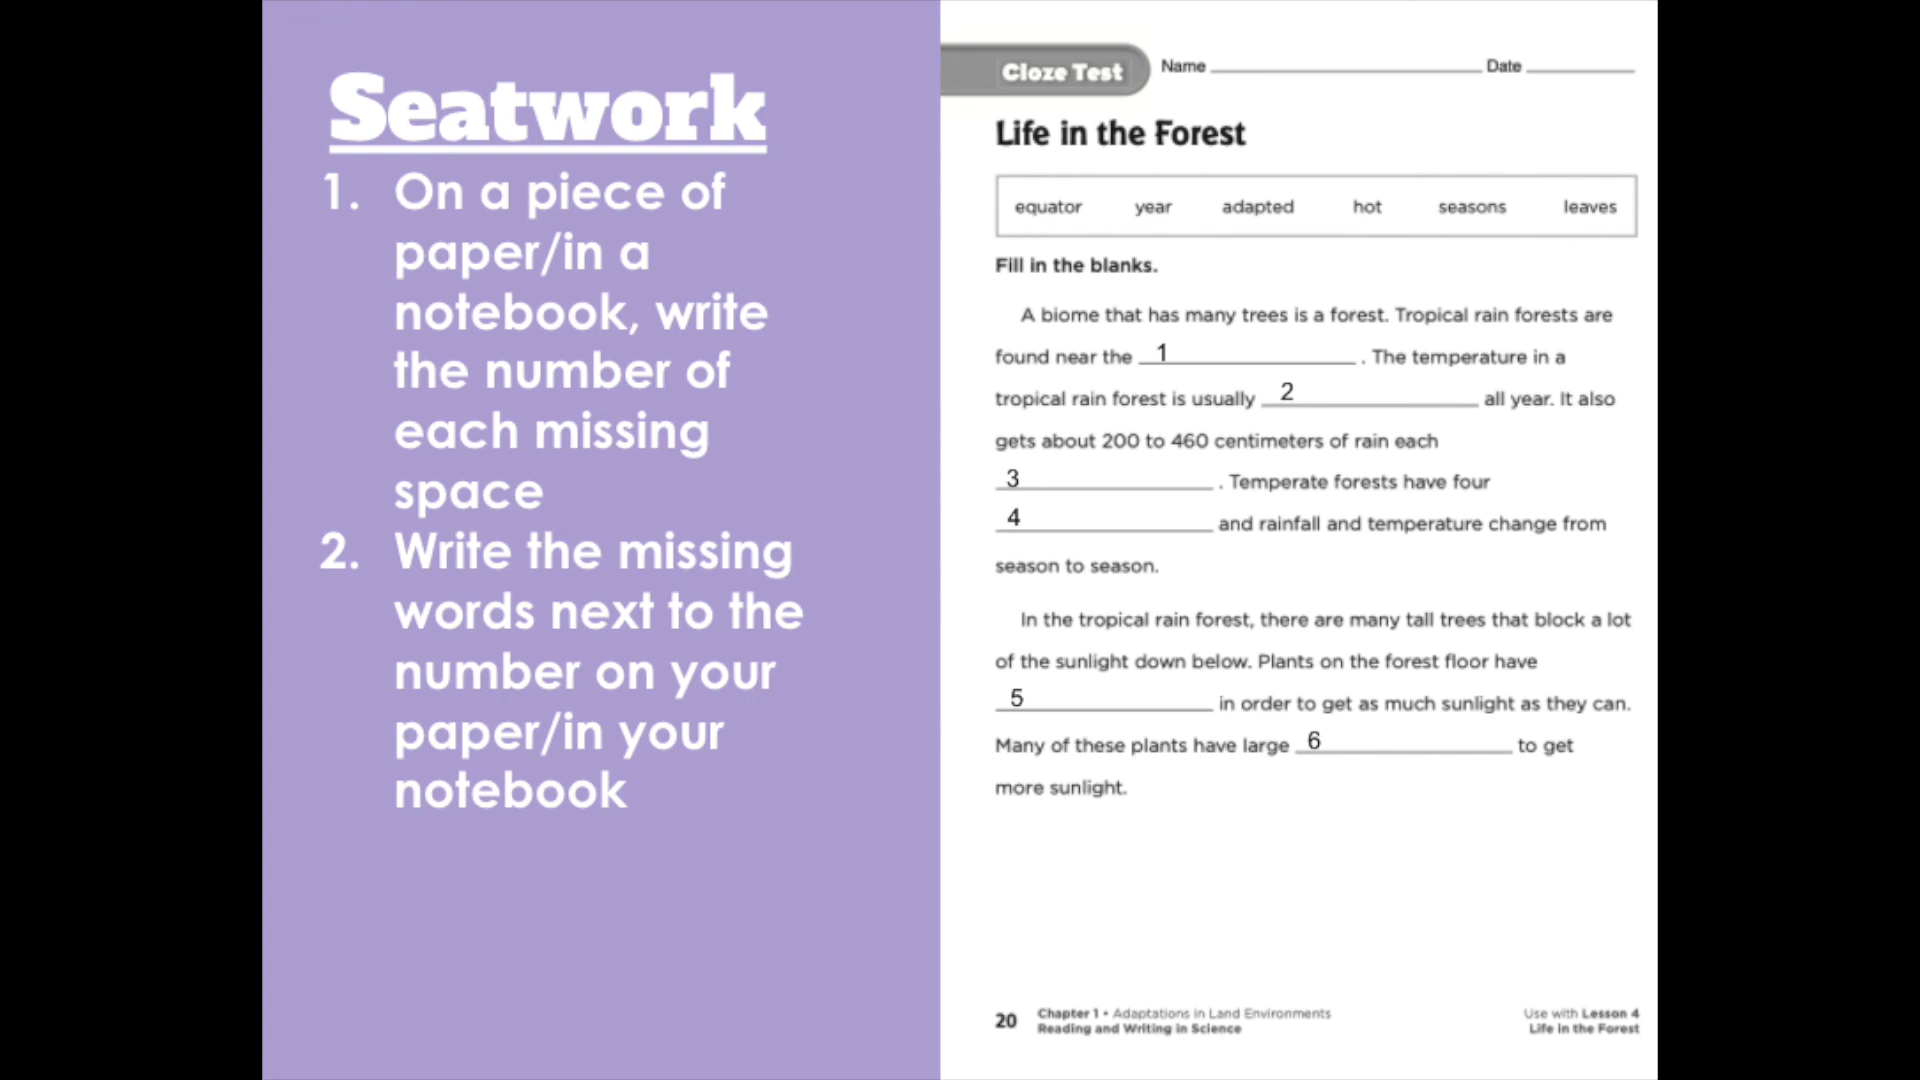 Seatwork
1. On a piece of
paper/in a
notebook, write
the number of
each missing
space
2. Write the missing
words next to the
number on your
paper/in your
notebook
Cloze Test Name Date
Life in the Forest
equator year adapted hot seasons leaves
Fill in the blanks.
A biome that has many trees is a forest. Tropical rain forests are
found near the 1 . The temperature in a
tropical rain forest is usually 2 all year. It also
gets about 200 to 460 centimeters of rain each
3 . Temperate forests have four
4 and rainfall and temperature change from
season to season.
In the tropical rain forest, there are many tall trees that block a lot
of the sunlight down below. Plants on the forest floor have
5 in order to get as much sunlight as they can.
Many of these plants have large 6 to get
more sunlight.
20 Chapter 1 • Adaptations in Land Environments
Reading and Writing in Science
Use with Lesson 4
Life in the Forest